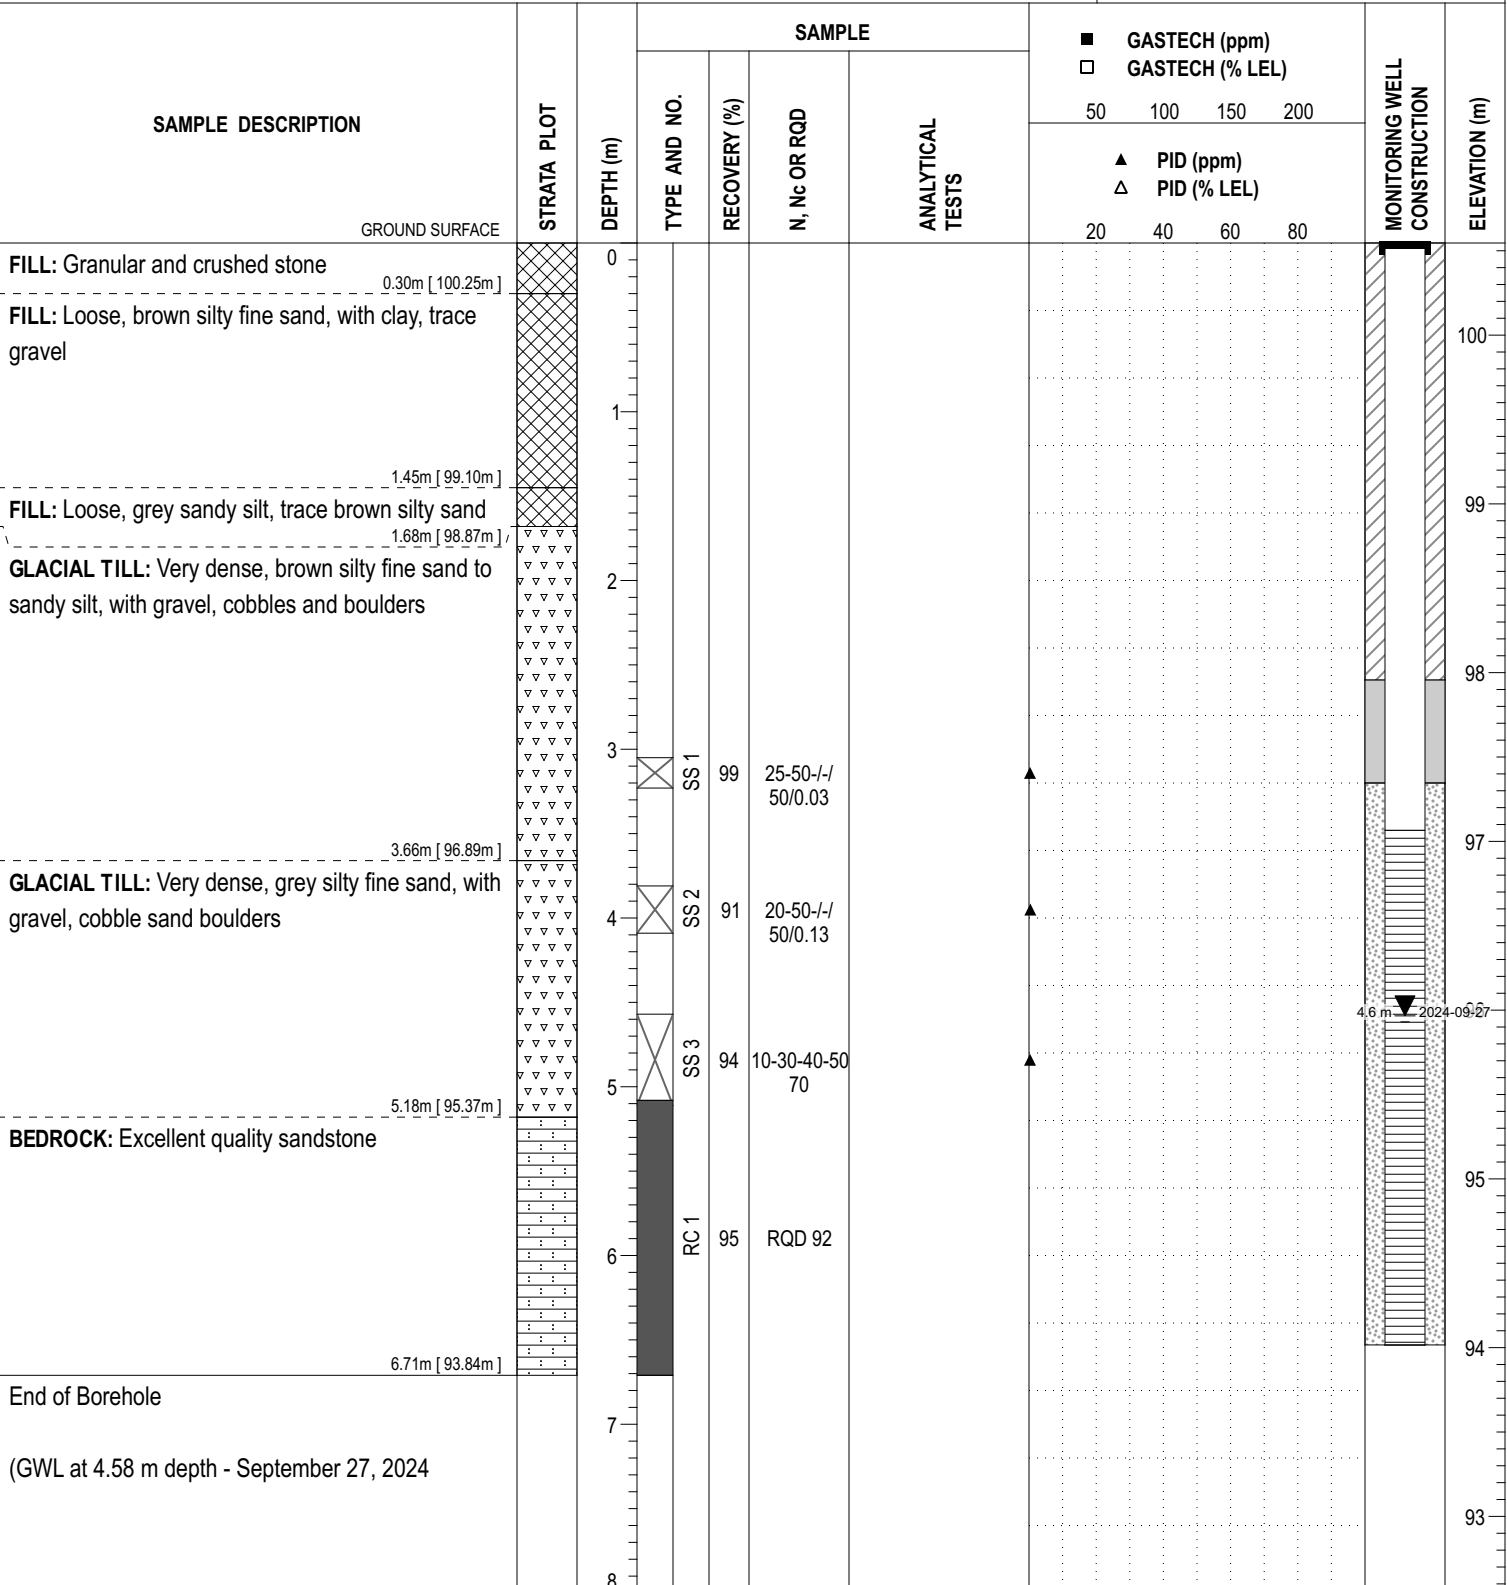 SAMPLE
■ GASTECH (ppm)
□ GASTECH (% LEL)
50 100 150 200
▲ PID (ppm)
△ PID (% LEL)
20 40 60 80
SAMPLE DESCRIPTION
GROUND SURFACE
STRATA PLOT
DEPTH (m)
TYPE AND NO.
RECOVERY (%)
N, Nc OR RQD
ANALYTICAL
TESTS
MONITORING WELL
CONSTRUCTION
ELEVATION (m)
0
FILL: Granular and crushed stone
0.30m [ 100.25m ]
FILL: Loose, brown silty fine sand, with clay, trace
gravel
100
1
1.45m [ 99.10m ]
FILL: Loose, grey sandy silt, trace brown silty sand
99
1.68m [ 98.87m ]
GLACIAL TILL: Very dense, brown silty fine sand to
sandy silt, with gravel, cobbles and boulders
2
98
3
SS 1 99 25-50-/-/
50/0.03
97
3.66m [ 96.89m ]
GLACIAL TILL: Very dense, grey silty fine sand, with
gravel, cobble sand boulders
4
SS 2 91 20-50-/-/
50/0.13
4.6 m 2024-09-27
96
SS 3 94 10-30-40-50
70
5
5.18m [ 95.37m ]
BEDROCK: Excellent quality sandstone
95
RC 1 95 RQD 92
6
94
6.71m [ 93.84m ]
End of Borehole
7
(GWL at 4.58 m depth - September 27, 2024
93
8